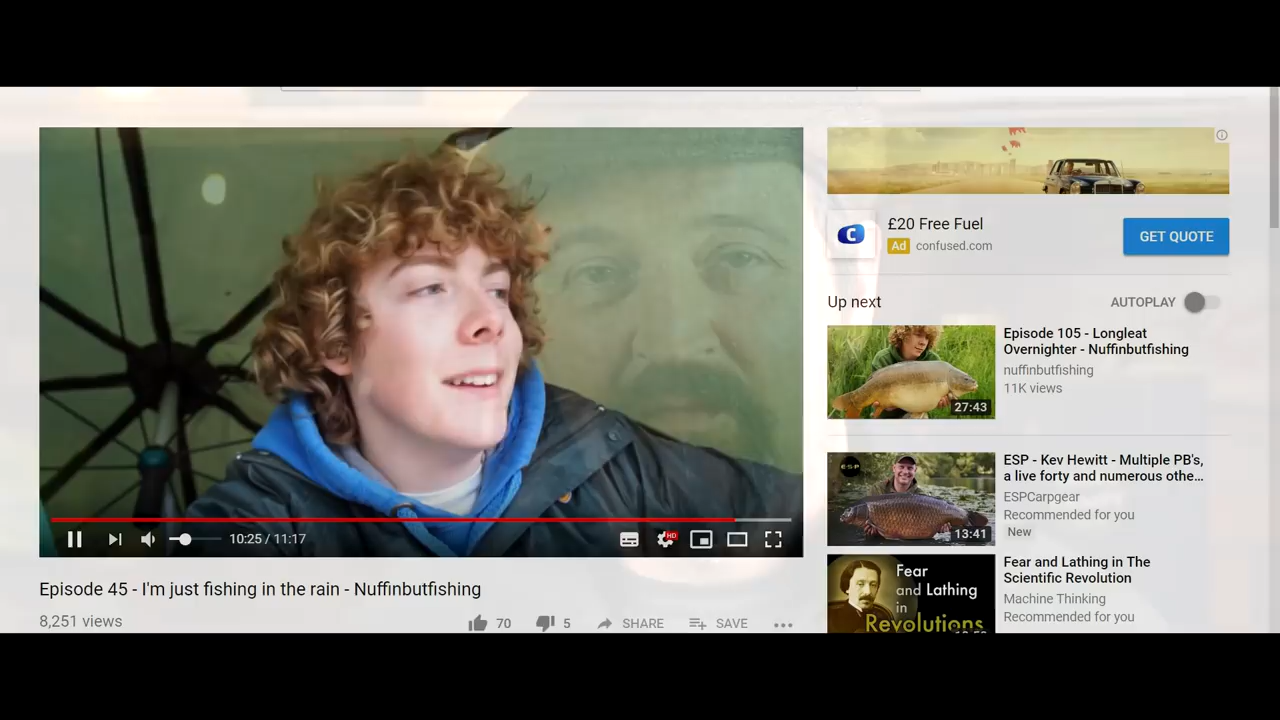 £20 Free Fuel
Ad confused.com
GET QUOTE
Up next
AUTOPLAY
Episode 105 - Longleat
Overnighter - Nuffinbutfishing
nuffinbutfishing
11K views
27:43
ESP
ESP - Kev Hewitt - Multiple PB's,
a live forty and numerous othe...
ESPCarpgear
Recommended for you
New
13:41
HD
10:25 / 11:17
Fear
and Lathing
in
Revolutions
Fear and Lathing in The
Scientific Revolution
Machine Thinking
Recommended for you
Episode 45 - I'm just fishing in the rain - Nuffinbutfishing
8,251 views
70
5
SHARE
SAVE